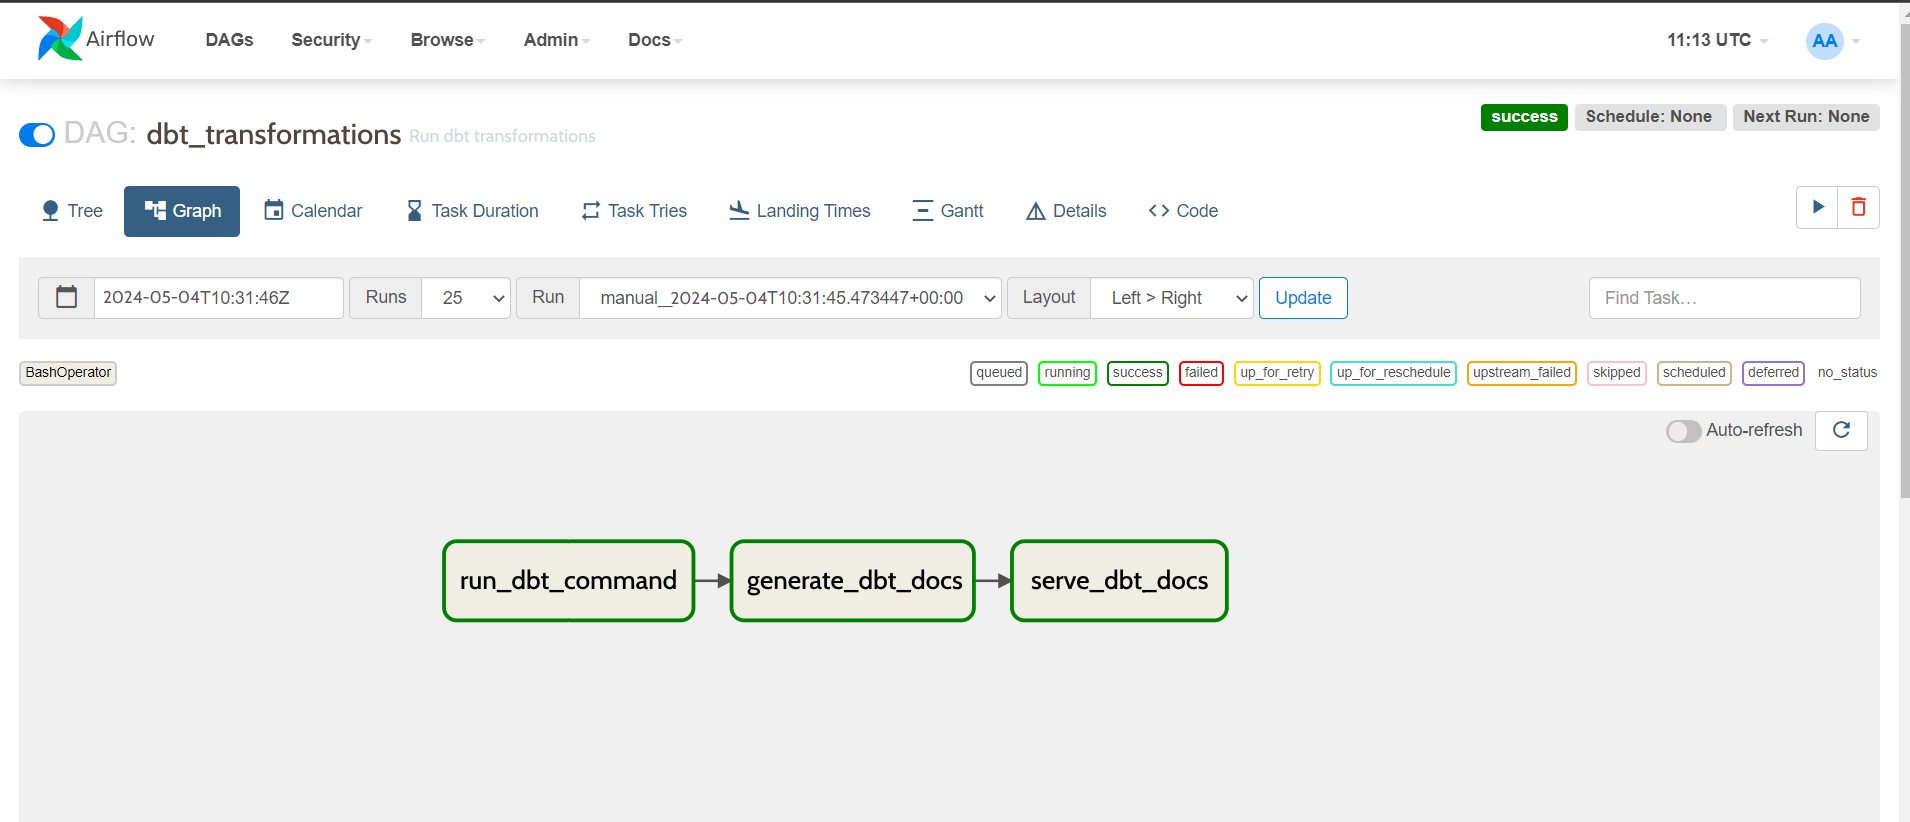 Airflow DAGs Security Browse Admin Docs 11:13 UTC AA
DAG: dbt_transformations Run dbt transformations success Schedule: None Next Run: None
Tree Graph Calendar Task Duration Task Tries Landing Times Gantt Details Code
2024-05-04T10:31:46Z Runs 25 Run manual__2024-05-04T10:31:45.473447+00:00 Layout Left > Right Update Find Task…
BashOperator queued running success failed up_for_retry up_for_reschedule upstream_failed skipped scheduled deferred no_status
Auto-refresh
run_dbt_command generate_dbt_docs serve_dbt_docs